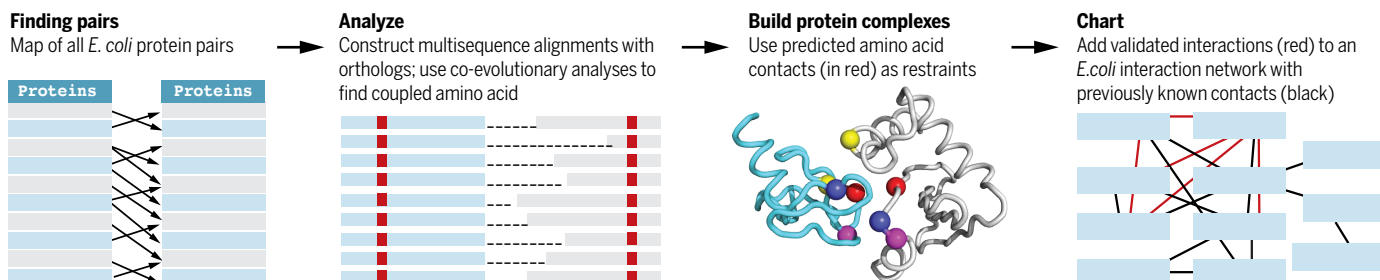 Finding pairs
Map of all E. coli protein pairs
Proteins
Proteins
Analyze
Construct multisequence alignments with
orthologs; use co-evolutionary analyses to
find coupled amino acid
Build protein complexes
Use predicted amino acid
contacts (in red) as restraints
Chart
Add validated interactions (red) to an
E.coli interaction network with
previously known contacts (black)